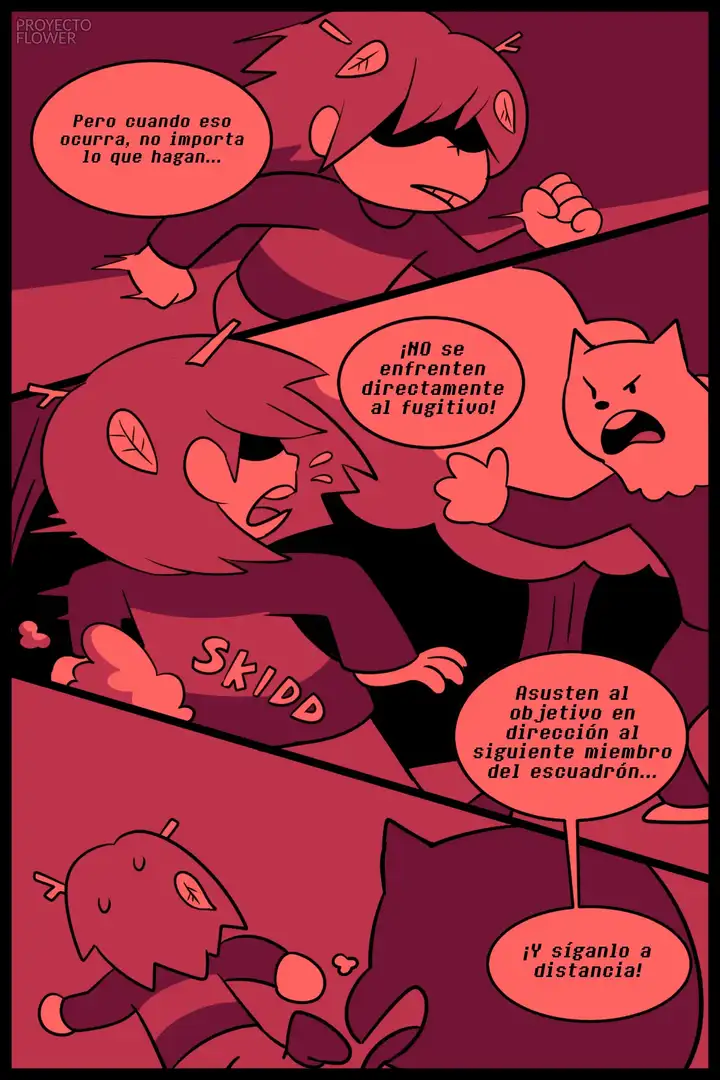 PROYECTO
FLOWER
Pero cuando eso
ocurra, no importa
lo que hagan...
¡NO se
enfrenten
directamente
al fugitivo!
SKIDD
Asusten al
objetivo en
dirección al
siguiente miembro
del escuadrón...
¡Y síganlo a
distancia!